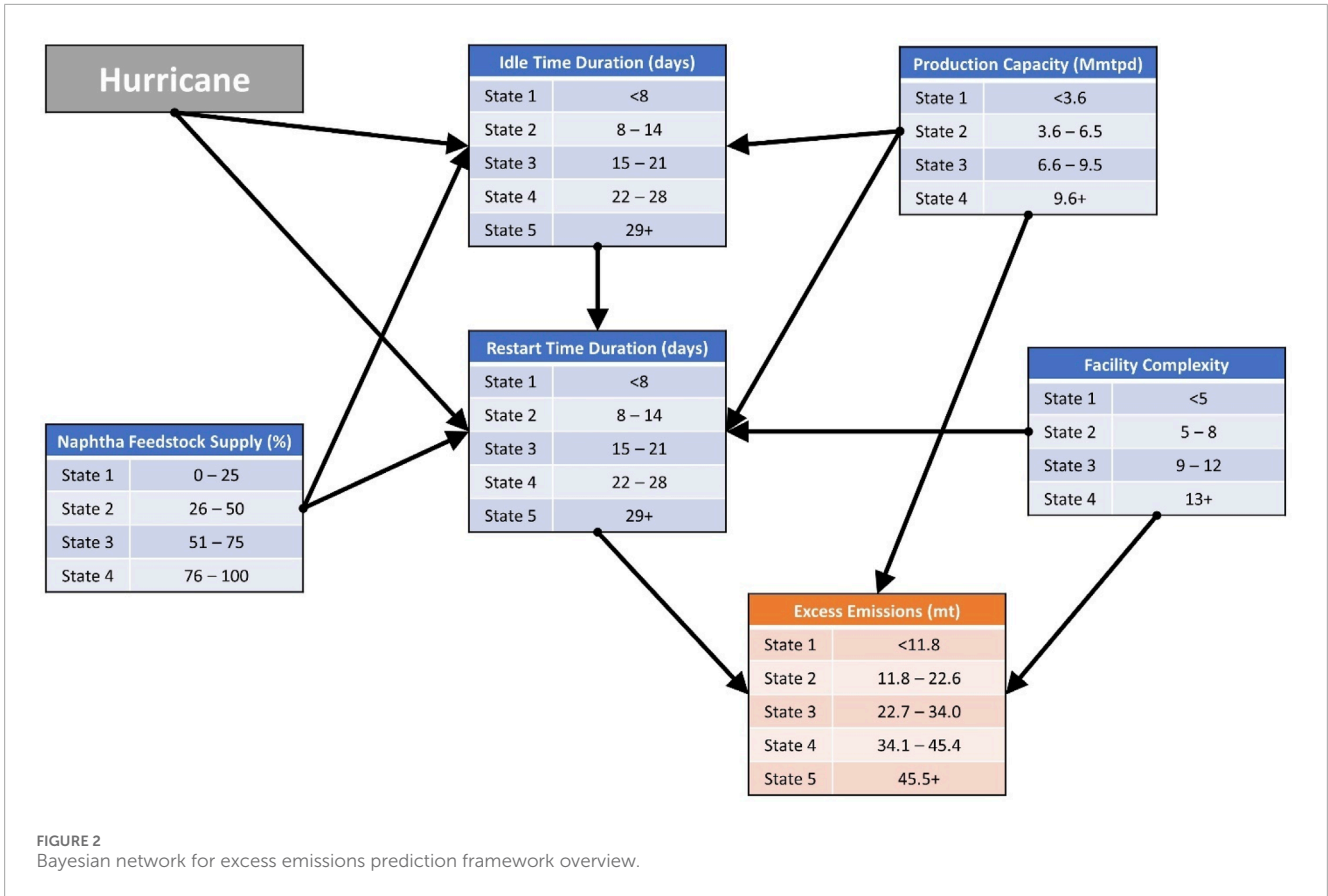 Hurricane
Idle Time Duration (days)
State 1 <8
State 2 8 – 14
State 3 15 – 21
State 4 22 – 28
State 5 29+
Production Capacity (Mmtpd)
State 1 <3.6
State 2 3.6 – 6.5
State 3 6.6 – 9.5
State 4 9.6+
Restart Time Duration (days)
State 1 <8
State 2 8 – 14
State 3 15 – 21
State 4 22 – 28
State 5 29+
Facility Complexity
State 1 <5
State 2 5 – 8
State 3 9 – 12
State 4 13+
Naphtha Feedstock Supply (%)
State 1 0 – 25
State 2 26 – 50
State 3 51 – 75
State 4 76 – 100
Excess Emissions (mt)
State 1 <11.8
State 2 11.8 – 22.6
State 3 22.7 – 34.0
State 4 34.1 – 45.4
State 5 45.5+
FIGURE 2
Bayesian network for excess emissions prediction framework overview.